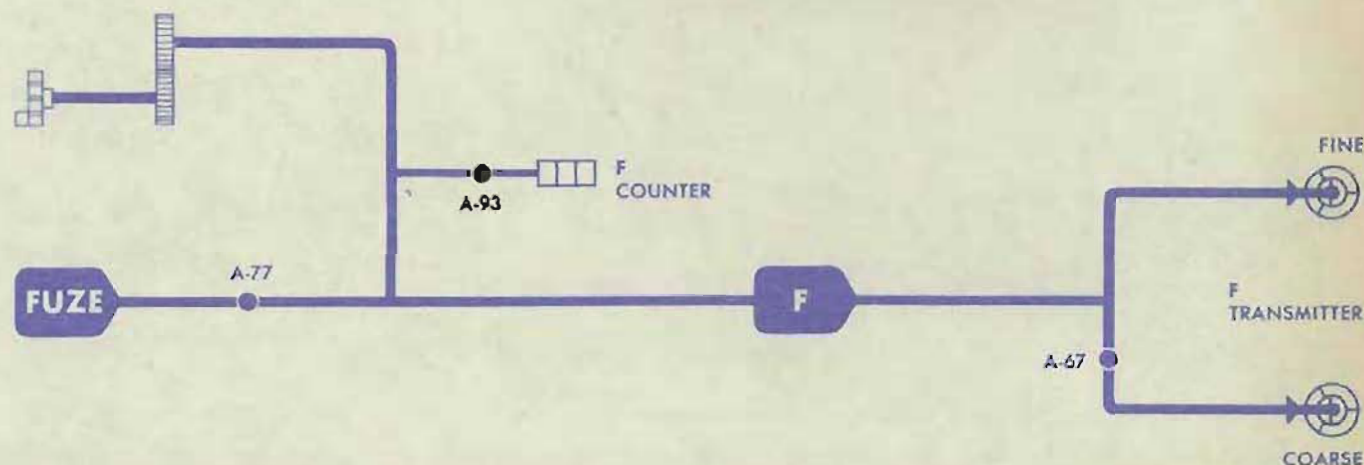 FINE
F
COUNTER
A-93
A-77
FUZE
F
F
TRANSMITTER
A-67
COARSE